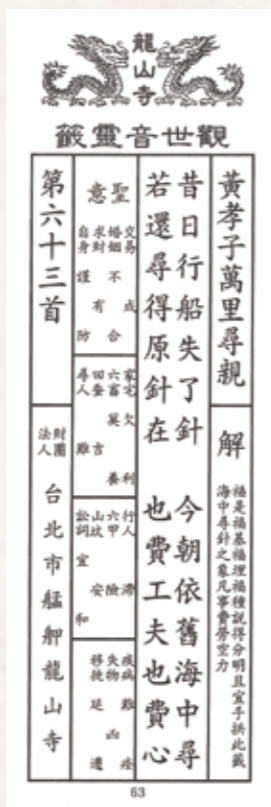 龍山寺
觀世音靈籤
黃孝子萬里尋親
解
福是福基福埋福種說得分明且宜手拱此籤
海中尋針之象凡事費勞空力
昔日行船失了針 今朝依舊海中尋
若還尋得原針在 也費工夫也費心
聖意
交易 成
婚姻 不 合
求財 有
自身 謹 防
家宅 欠 利
六畜 莫 養
田蠶 言
尋人 難
行人 滯
六甲 險
山墳 安
訟詞 宜 和
疾病 難 痊
失物 凶
移徙 延
第六十三首
財團法人 台北市艋舺龍山寺
63